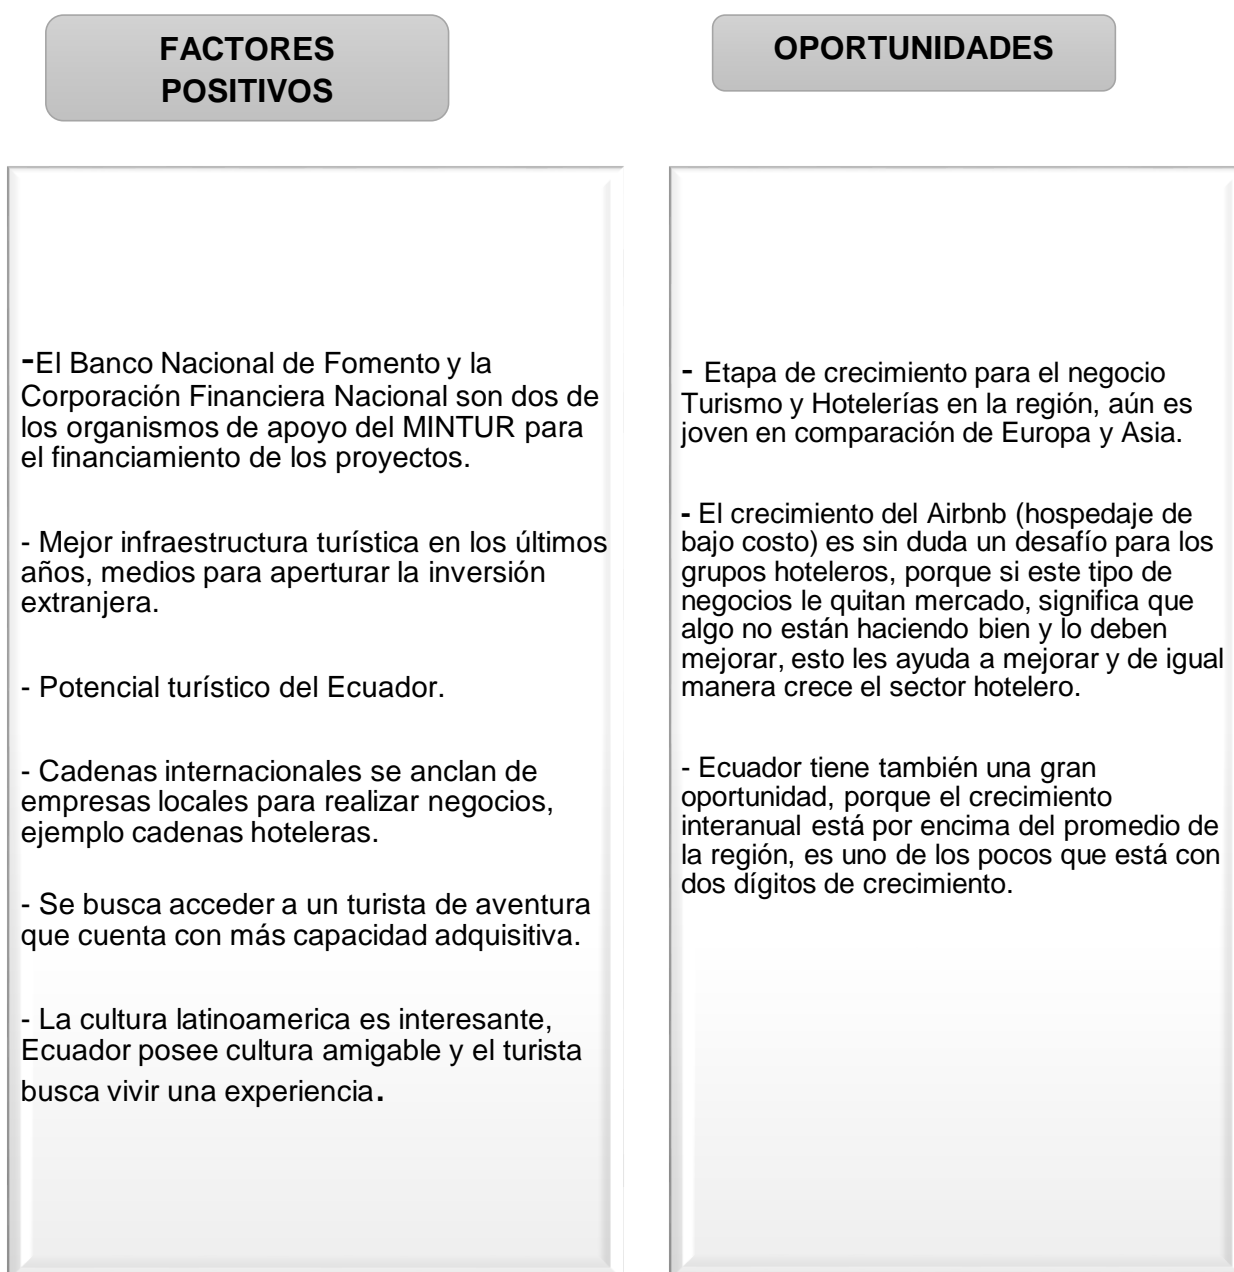 FACTORES
POSITIVOS
-El Banco Nacional de Fomento y la
Corporación Financiera Nacional son dos de
los organismos de apoyo del MINTUR para
el financiamiento de los proyectos.
- Mejor infraestructura turística en los últimos
años, medios para aperturar la inversión
extranjera.
- Potencial turístico del Ecuador.
- Cadenas internacionales se anclan de
empresas locales para realizar negocios,
ejemplo cadenas hoteleras.
- Se busca acceder a un turista de aventura
que cuenta con más capacidad adquisitiva.
- La cultura latinoamerica es interesante,
Ecuador posee cultura amigable y el turista
busca vivir una experiencia.
OPORTUNIDADES
- Etapa de crecimiento para el negocio
Turismo y Hotelerías en la región, aún es
joven en comparación de Europa y Asia.
- El crecimiento del Airbnb (hospedaje de
bajo costo) es sin duda un desafío para los
grupos hoteleros, porque si este tipo de
negocios le quitan mercado, significa que
algo no están haciendo bien y lo deben
mejorar, esto les ayuda a mejorar y de igual
manera crece el sector hotelero.
- Ecuador tiene también una gran
oportunidad, porque el crecimiento
interanual está por encima del promedio de
la región, es uno de los pocos que está con
dos dígitos de crecimiento.